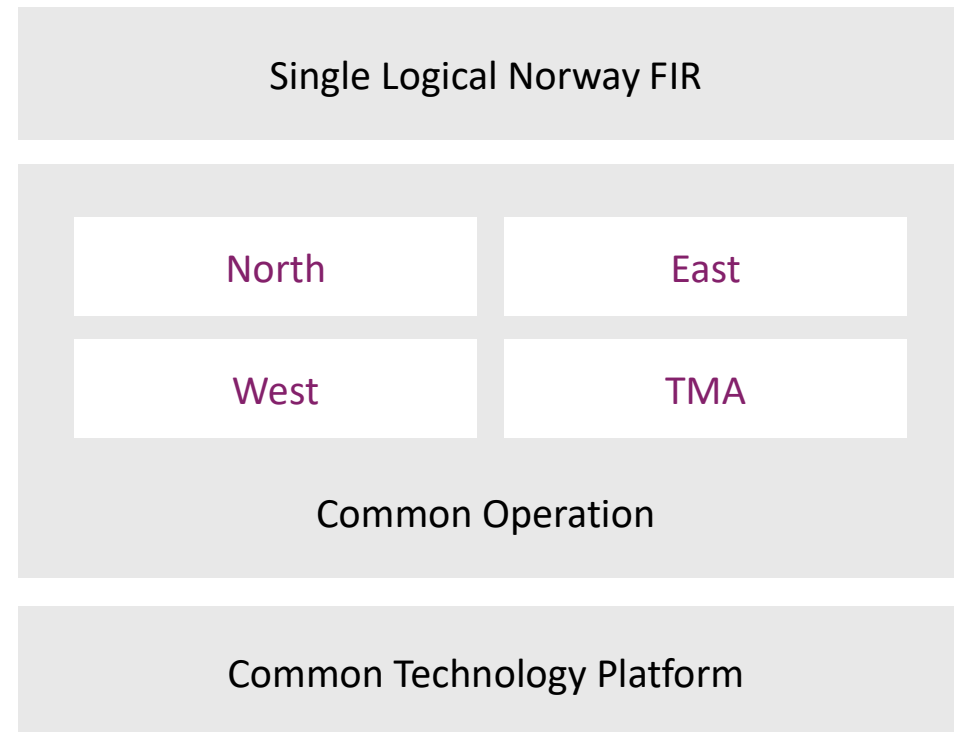 Single Logical Norway FIR
North
East
West
TMA
Common Operation
Common Technology Platform